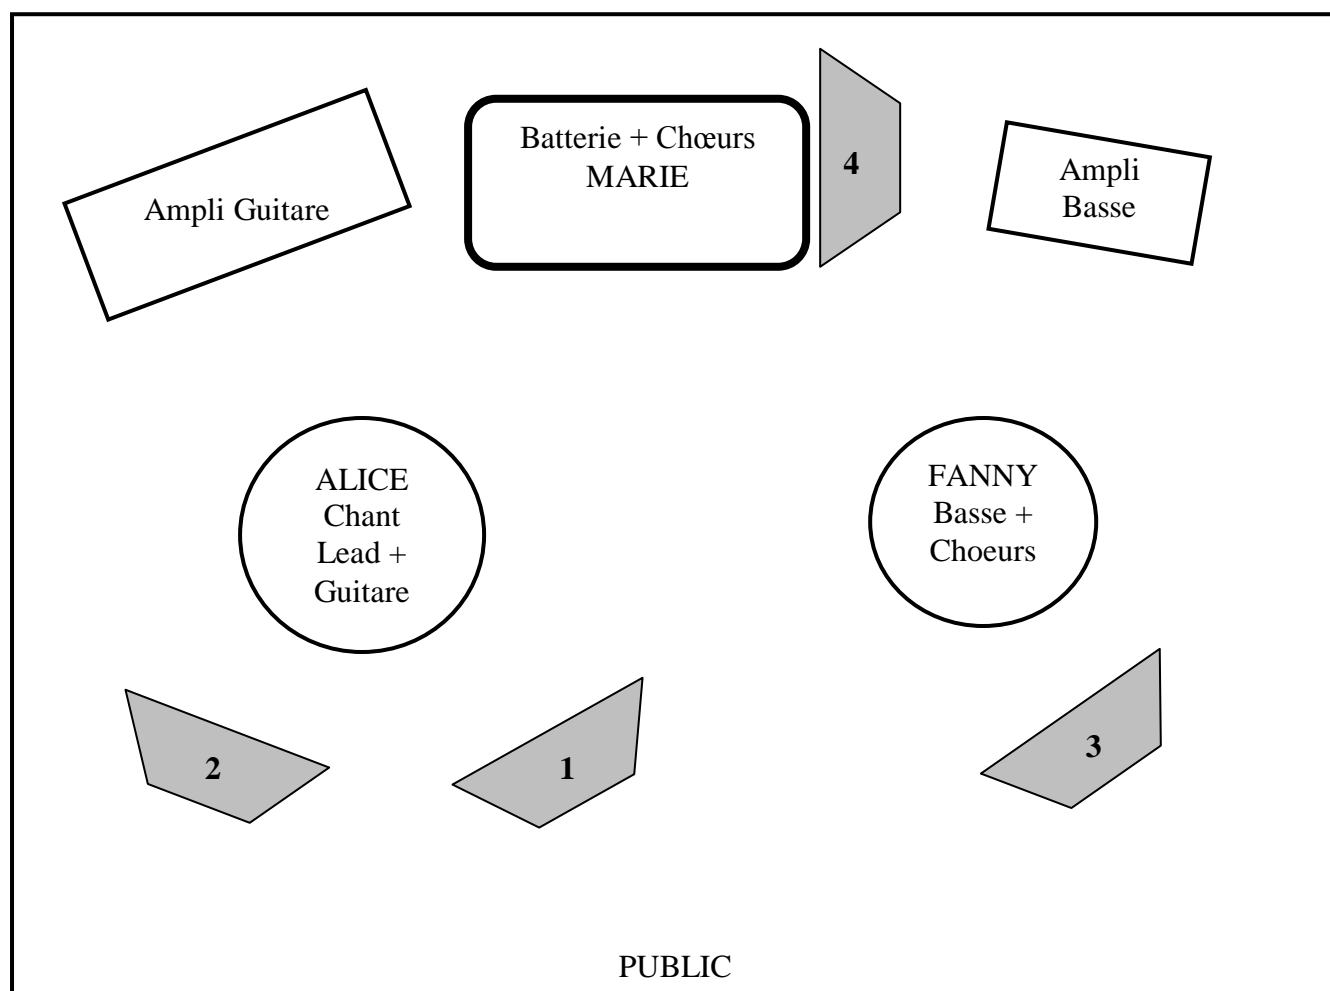 Batterie + Chœurs
MARIE
4
Ampli
Basse
Ampli Guitare
ALICE
Chant
Lead +
Guitare
FANNY
Basse +
Choeurs
2
1
3
PUBLIC